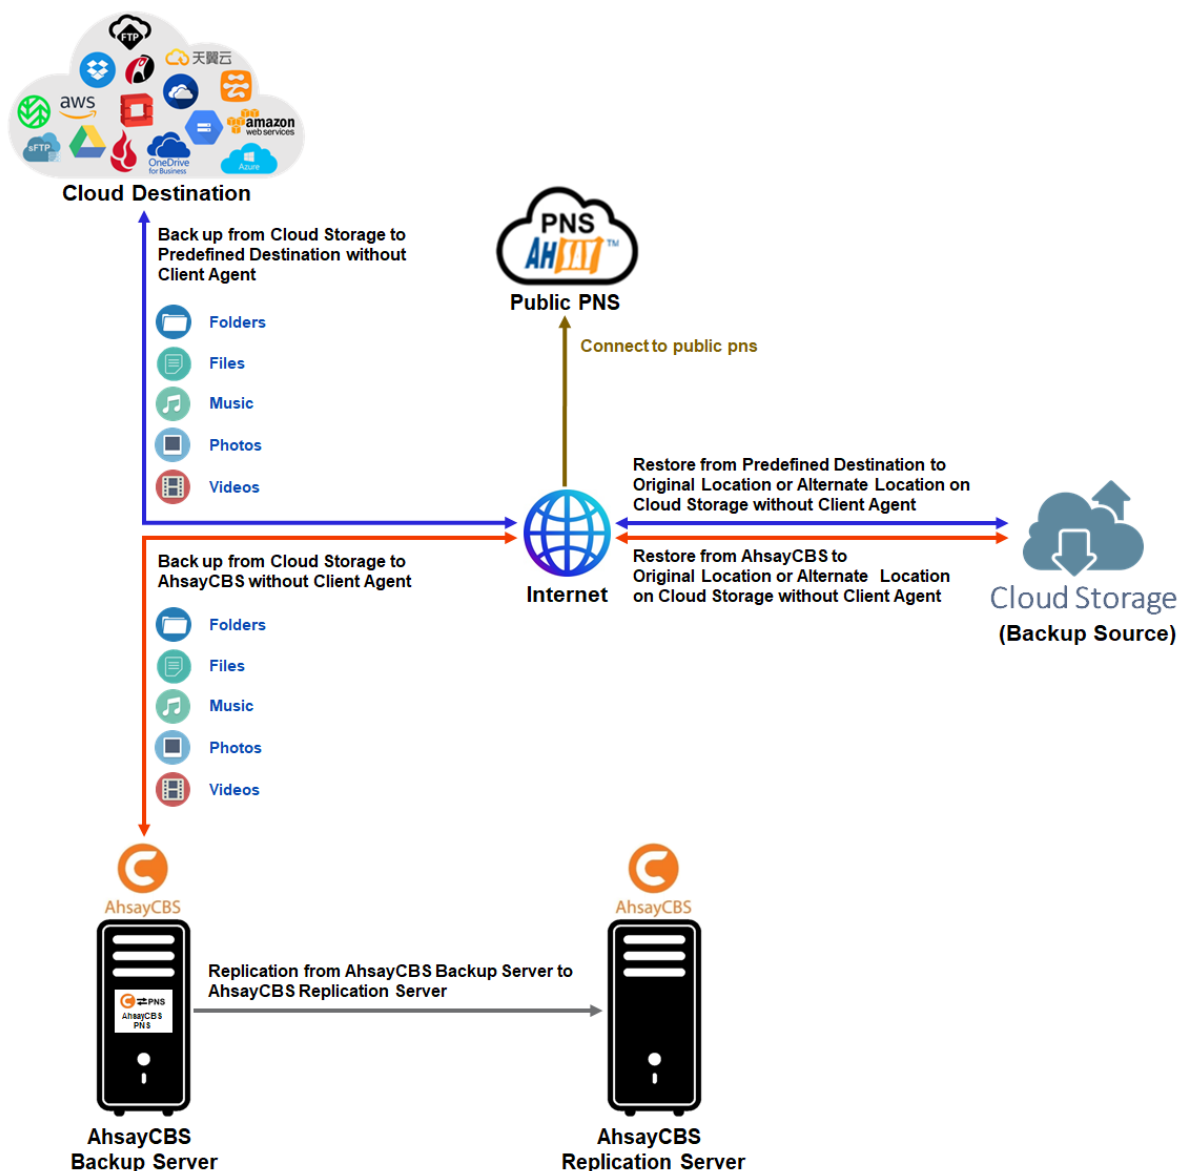 FTP
天翼云
aws
amazon
web services
sFTP
OneDrive
for Business
Azure
Cloud Destination
Back up from Cloud Storage to
Predefined Destination without
Client Agent
Folders
Files
Music
Photos
Videos
PNS
AHSAY™
Public PNS
Connect to public pns
Restore from Predefined Destination to
Original Location or Alternate Location on
Cloud Storage without Client Agent
Internet
Restore from AhsayCBS to
Original Location or Alternate Location
on Cloud Storage without Client Agent
Cloud Storage
(Backup Source)
Back up from Cloud Storage to
AhsayCBS without Client Agent
Folders
Files
Music
Photos
Videos
AhsayCBS
AhsayCBS
Replication from AhsayCBS Backup Server to
AhsayCBS Replication Server
PNS
AhsayCBS
PNS
AhsayCBS
Backup Server
AhsayCBS
Replication Server